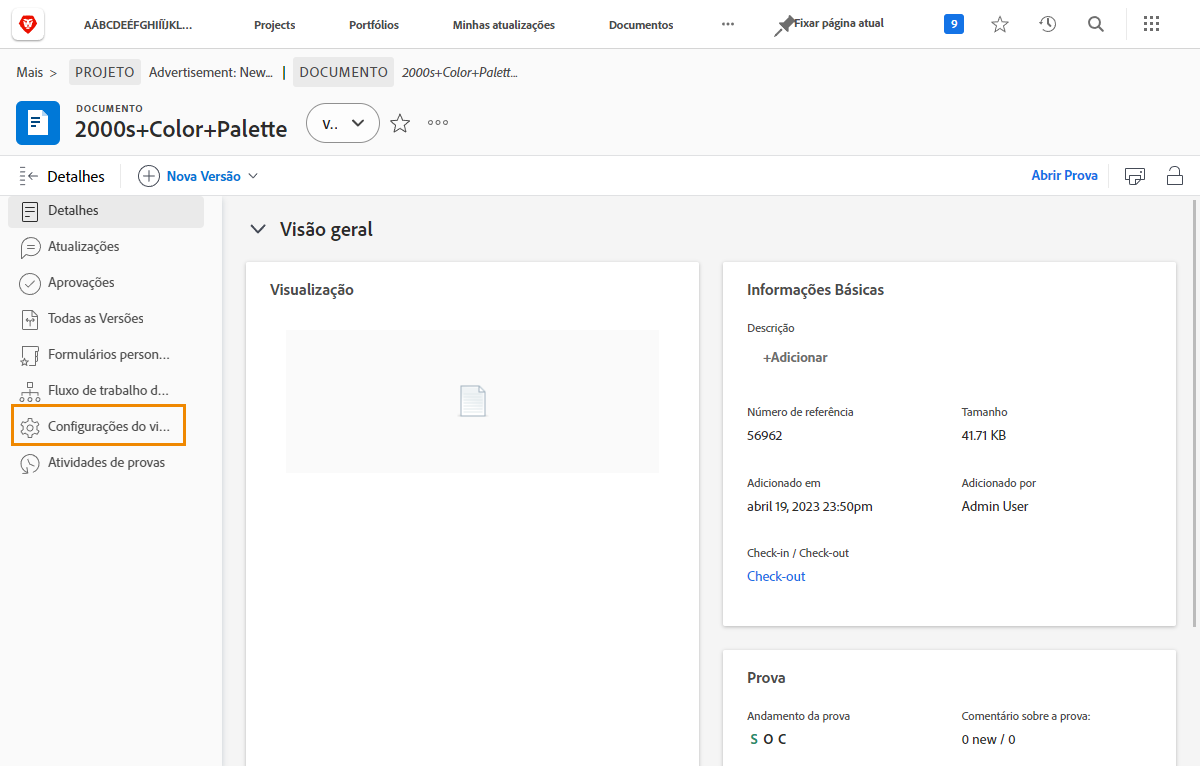 AÁBCDEÉFGHIÍJKL...
Projects
Portfólios
Minhas atualizações
Documentos
Fixar página atual
9
Mais >
PROJETO
Advertisement: New...
DOCUMENTO
2000s+Color+Palett...
DOCUMENTO
2000s+Color+Palette
v..
Detalhes
Nova Versão
Abrir Prova
Detalhes
Atualizações
Aprovações
Todas as Versões
Formulários person...
Fluxo de trabalho d...
Configurações do vi...
Atividades de provas
Visão geral
Visualização
Informações Básicas
Descrição
+Adicionar
Número de referência
Tamanho
56962
41.71 KB
Adicionado em
Adicionado por
abril 19, 2023 23:50pm
Admin User
Check-in / Check-out
Check-out
Prova
Andamento da prova
Comentário sobre a prova:
S O C
0 new / 0